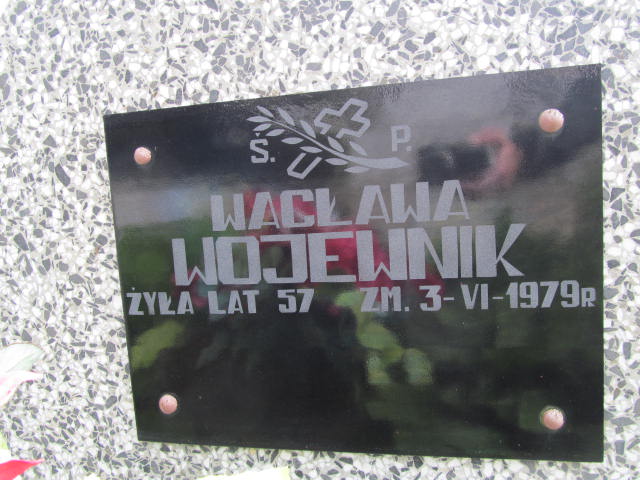 Ś. P.
WACŁAWA
WOJEWNIK
ŻYŁA LAT 57 ZM. 3-VI-1979R